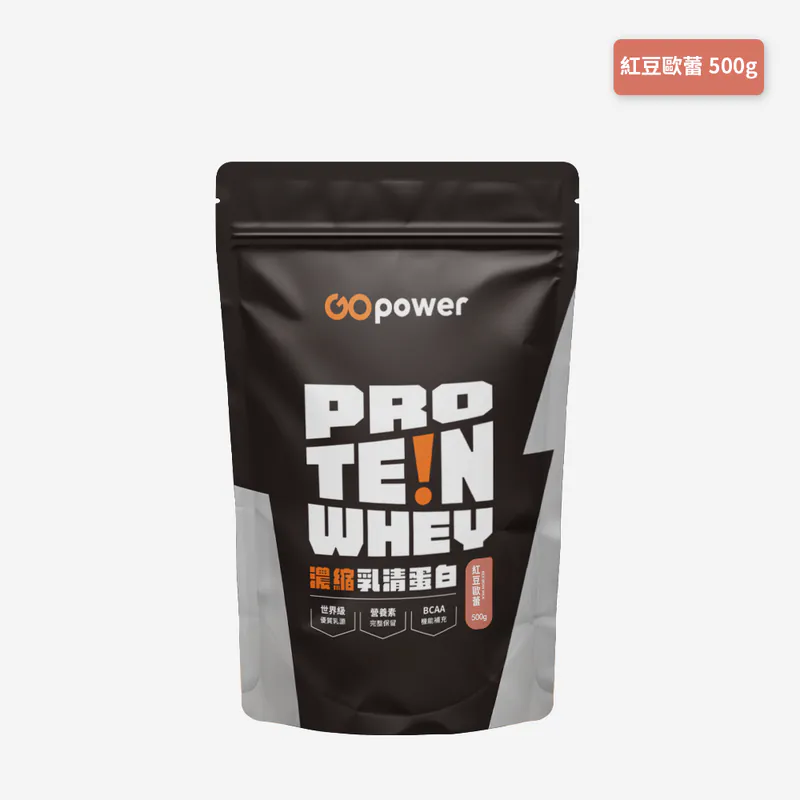 紅豆歐蕾 500g
GOpower
PRO
TE!N
WHEY
濃縮乳清蛋白
紅豆歐蕾
500g
世界級
優質乳源
營養素
完整保留
BCAA
機能補充